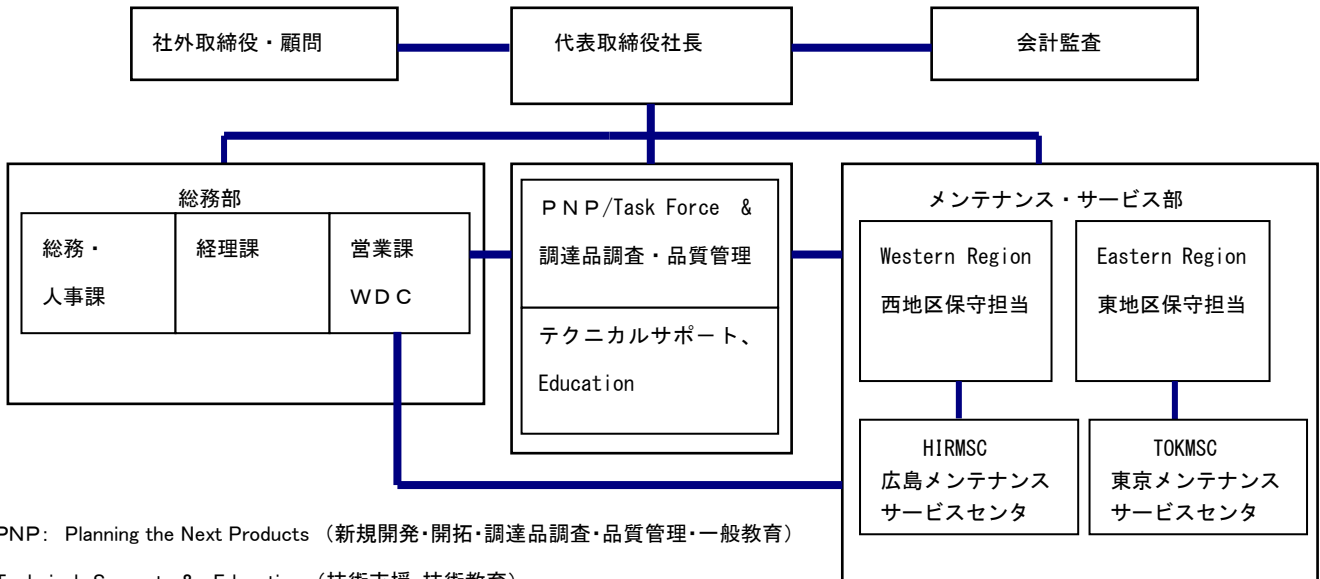 社外取締役・顧問
代表取締役社長
会計監査
総務部
総務・
人事課
経理課
営業課
ＷＤＣ
ＰＮＰ/Task Force &
調達品調査・品質管理
テクニカルサポート、
Education
メンテナンス・サービス部
Western Region
西地区保守担当
Eastern Region
東地区保守担当
HIRMSC
広島メンテナンス
サービスセンタ
TOKMSC
東京メンテナンス
サービスセンタ
PNP: Planning the Next Products （新規開発・開拓・調達品調査・品質管理・一般教育）